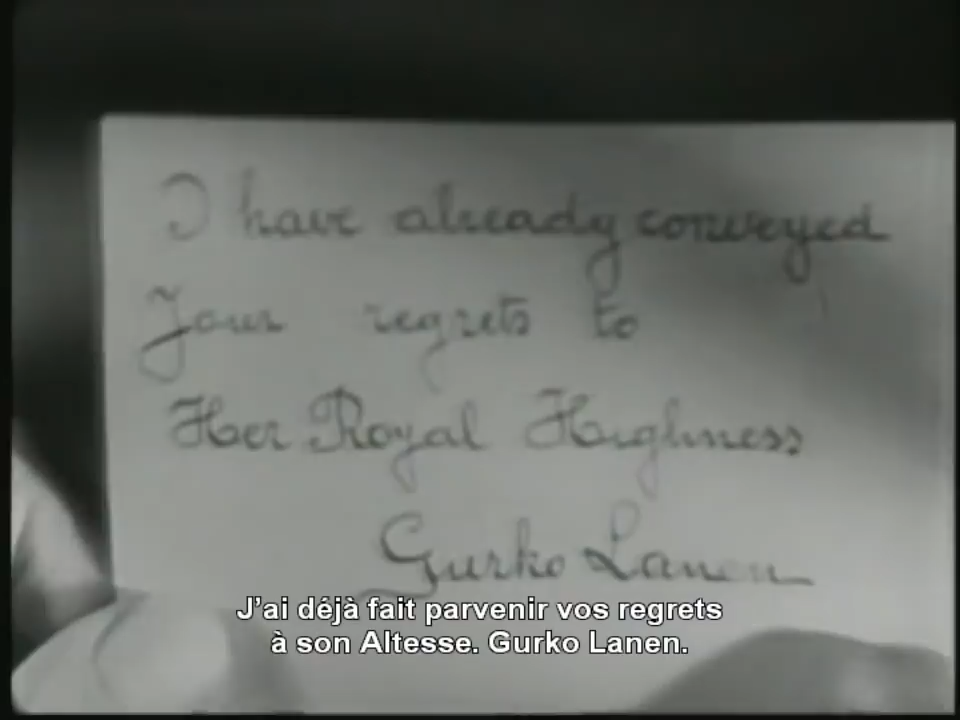 I have already conveyed
Your regrets to
Her Royal Highness
Gurko Lanen
J'ai déjà fait parvenir vos regrets
à son Altesse. Gurko Lanen.